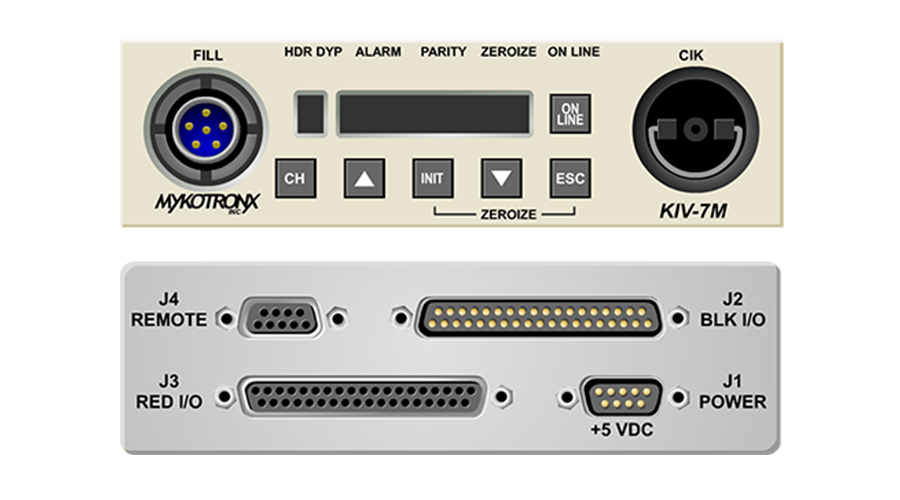 FILL
HDR DYP ALARM PARITY ZEROIZE ON LINE
CIK
ON
LINE
CH
INIT
ESC
MYKOTRONX
INC
ZEROIZE
KIV-7M
J4
REMOTE
J2
BLK I/O
J3
RED I/O
J1
POWER
+5 VDC